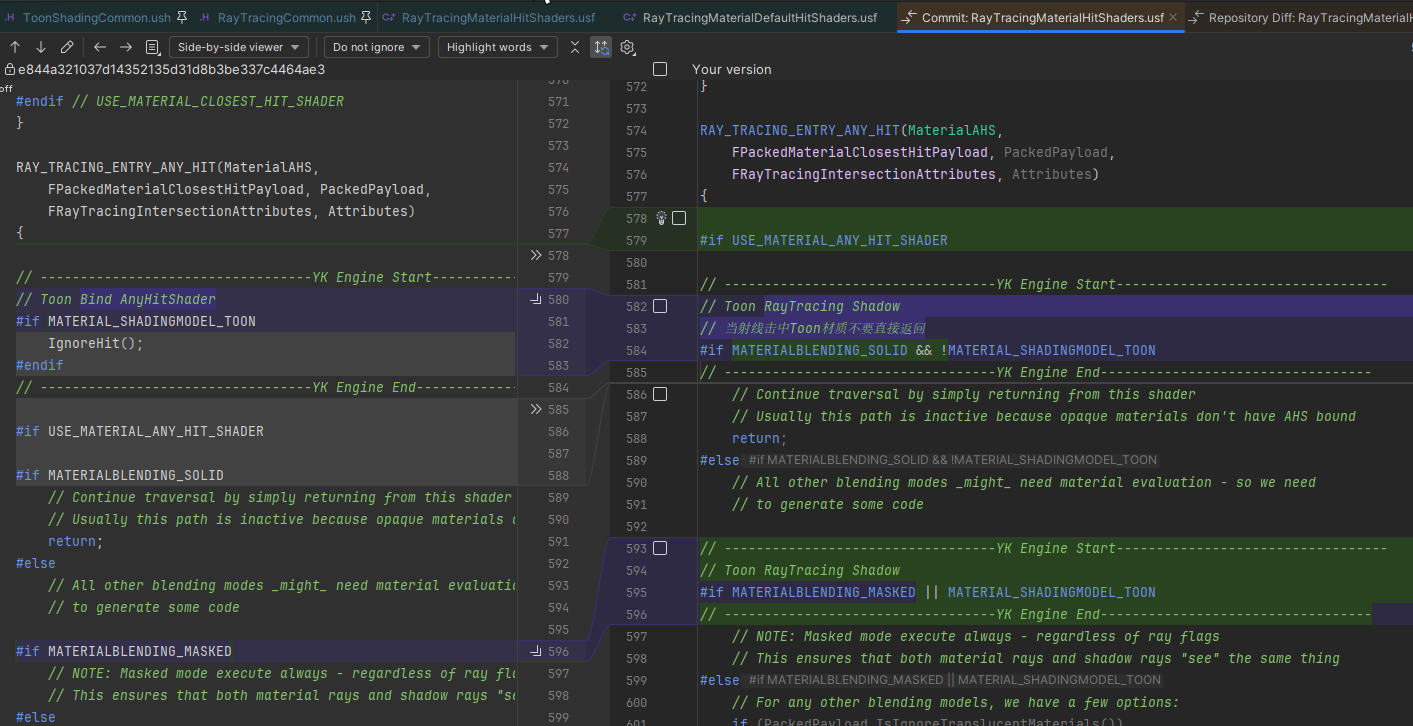 ToonShadingCommon.ush
RayTracingCommon.ush
RayTracingMaterialHitShaders.usf
RayTracingMaterialDefaultHitShaders.usf
Commit: RayTracingMaterialHitShaders.usf
Repository Diff: RayTracingMaterialH
Side-by-side viewer
Do not ignore
Highlight words
e844a321037d14352135d31d8b3be337c4464ae3
Your version
off
571 #endif // USE_MATERIAL_CLOSEST_HIT_SHADER
572 }
573
574 RAY_TRACING_ENTRY_ANY_HIT(MaterialAHS,
575 FPackedMaterialClosestHitPayload, PackedPayload,
576 FRayTracingIntersectionAttributes, Attributes)
577 {
578
579 // ----------------------------------YK Engine Start-----------
580 // Toon Bind AnyHitShader
581 #if MATERIAL_SHADINGMODEL_TOON
582 IgnoreHit();
583 #endif
584 // ----------------------------------YK Engine End-------------
585
586 #if USE_MATERIAL_ANY_HIT_SHADER
587
588 #if MATERIALBLENDING_SOLID
589 // Continue traversal by simply returning from this shader
590 // Usually this path is inactive because opaque materials
591 return;
592 #else
593 // All other blending modes _might_ need material
594 // to generate some code
595
596 #if MATERIALBLENDING_MASKED
597 // NOTE: Masked mode execute always - regardless of ray
598 // This ensures that both material rays and shadow rays
599 #else
572 }
573
574 RAY_TRACING_ENTRY_ANY_HIT(MaterialAHS,
575 FPackedMaterialClosestHitPayload, PackedPayload,
576 FRayTracingIntersectionAttributes, Attributes)
577 {
578
579 #if USE_MATERIAL_ANY_HIT_SHADER
580
581 // ----------------------------------YK Engine Start----------------------------------
582 // Toon RayTracing Shadow
583 // 当射线击中Toon材质不要直接返回
584 #if MATERIALBLENDING_SOLID && !MATERIAL_SHADINGMODEL_TOON
585 // ----------------------------------YK Engine End----------------------------------
586 // Continue traversal by simply returning from this shader
587 // Usually this path is inactive because opaque materials don't have AHS bound
588 return;
589 #else #if MATERIALBLENDING_SOLID && !MATERIAL_SHADINGMODEL_TOON
590 // All other blending modes _might_ need material evaluation - so we need
591 // to generate some code
592
593 // ----------------------------------YK Engine Start----------------------------------
594 // Toon RayTracing Shadow
595 #if MATERIALBLENDING_MASKED || MATERIAL_SHADINGMODEL_TOON
596 // ----------------------------------YK Engine End----------------------------------
597 // NOTE: Masked mode execute always - regardless of ray flags
598 // This ensures that both material rays and shadow rays "see" the same thing
599 #else #if MATERIALBLENDING_MASKED || MATERIAL_SHADINGMODEL_TOON
600 // For any other blending models, we have a few options:
601 if (PackedPayload.IsIgnoreTranslucentMaterials())